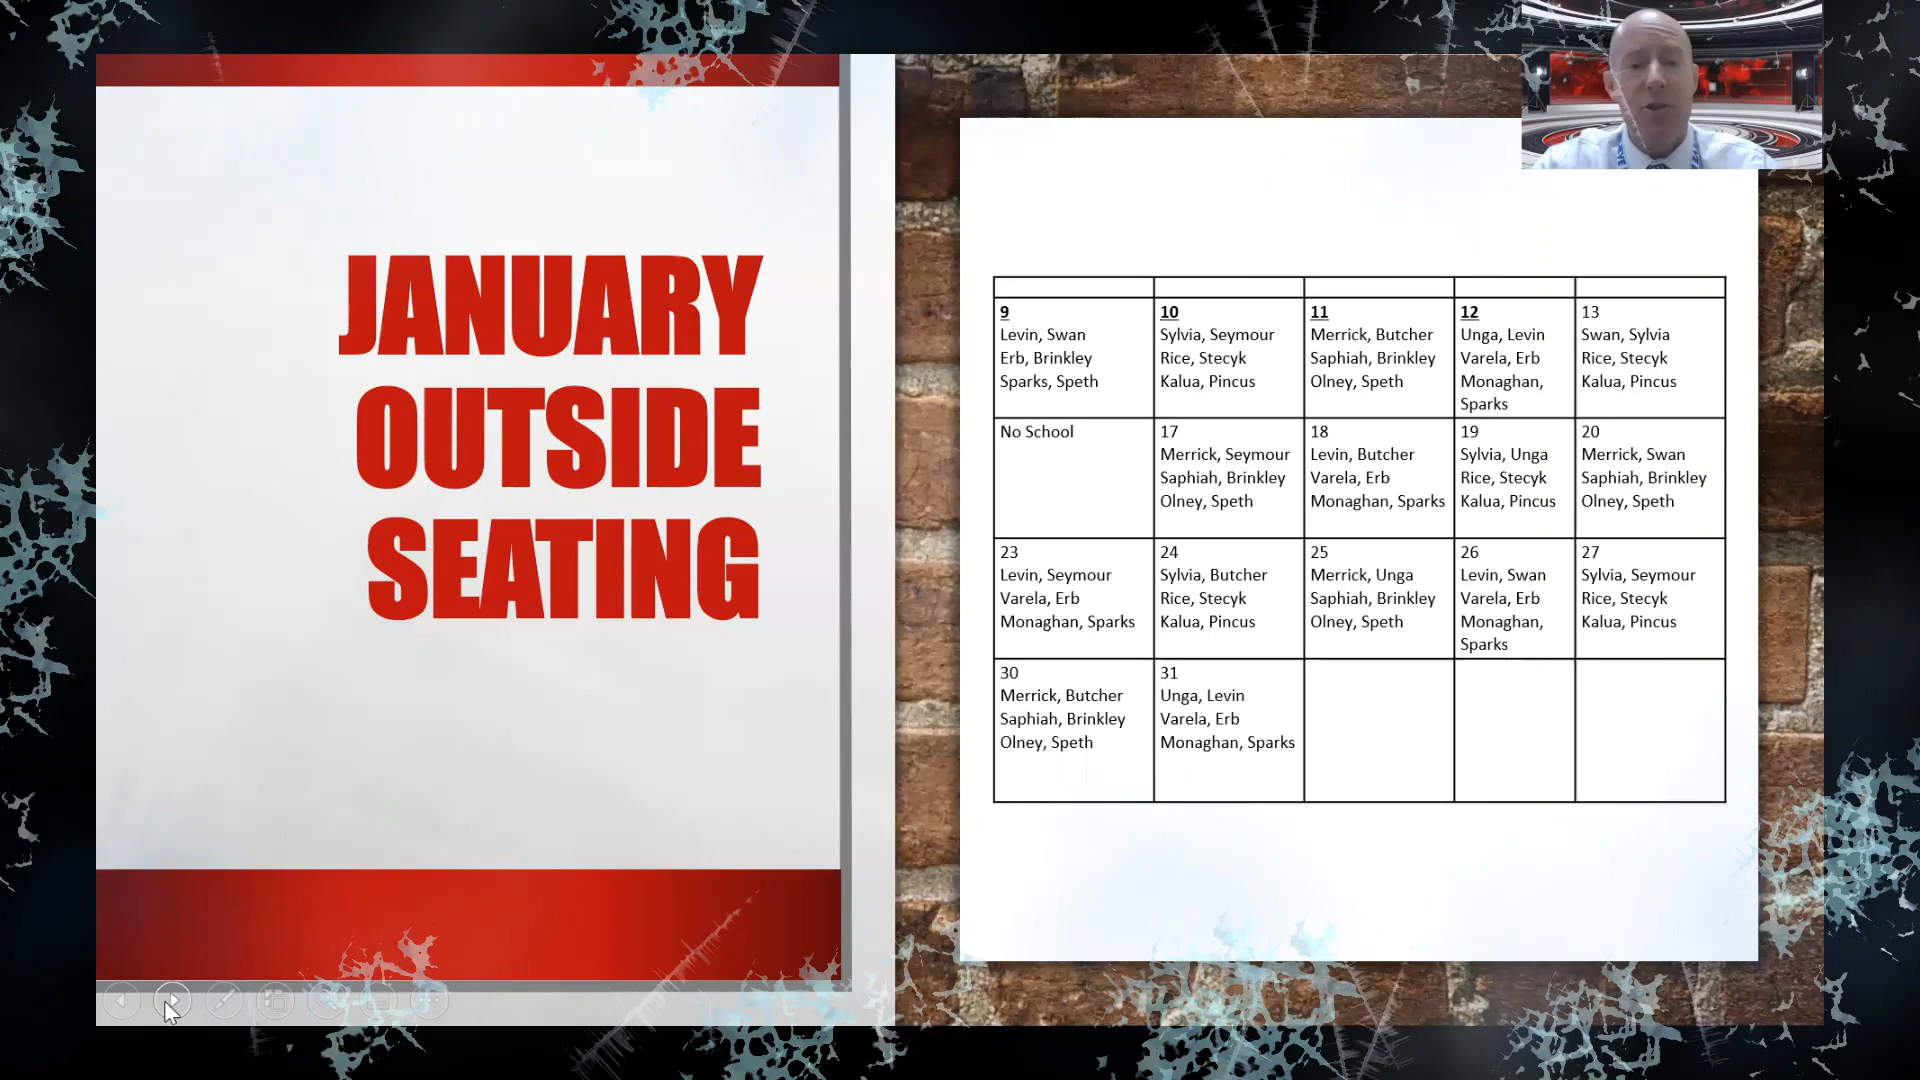 JANUARY
OUTSIDE
SEATING
9
Levin, Swan
Erb, Brinkley
Sparks, Speth
10
Sylvia, Seymour
Rice, Stecyk
Kalua, Pincus
11
Merrick, Butcher
Saphiah, Brinkley
Olney, Speth
12
Unga, Levin
Varela, Erb
Monaghan,
Sparks
13
Swan, Sylvia
Rice, Stecyk
Kalua, Pincus
No School
17
Merrick, Seymour
Saphiah, Brinkley
Olney, Speth
18
Levin, Butcher
Varela, Erb
Monaghan, Sparks
19
Sylvia, Unga
Rice, Stecyk
Kalua, Pincus
20
Merrick, Swan
Saphiah, Brinkley
Olney, Speth
23
Levin, Seymour
Varela, Erb
Monaghan, Sparks
24
Sylvia, Butcher
Rice, Stecyk
Kalua, Pincus
25
Merrick, Unga
Saphiah, Brinkley
Olney, Speth
26
Levin, Swan
Varela, Erb
Monaghan,
Sparks
27
Sylvia, Seymour
Rice, Stecyk
Kalua, Pincus
30
Merrick, Butcher
Saphiah, Brinkley
Olney, Speth
31
Unga, Levin
Varela, Erb
Monaghan, Sparks